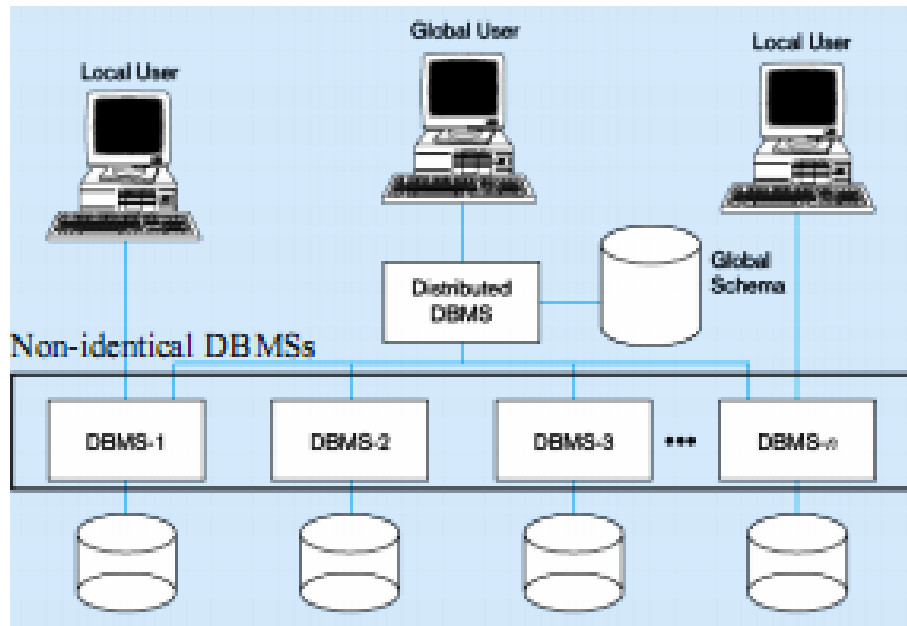 Global User
Local User
Local User
Distributed
DBMS
Global
Schema
Non-identical DBMSs
DBMS-1
DBMS-2
DBMS-3
•••
DBMS-n